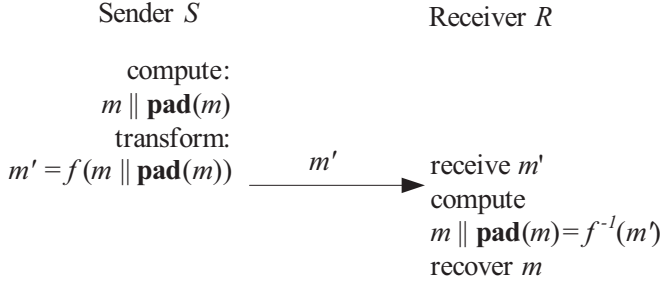 Sender S
Receiver R
compute:
m || pad(m)
transform:
m' = f(m || pad(m))
m'
receive m'
compute
m || pad(m)=f⁻¹(m')
recover m